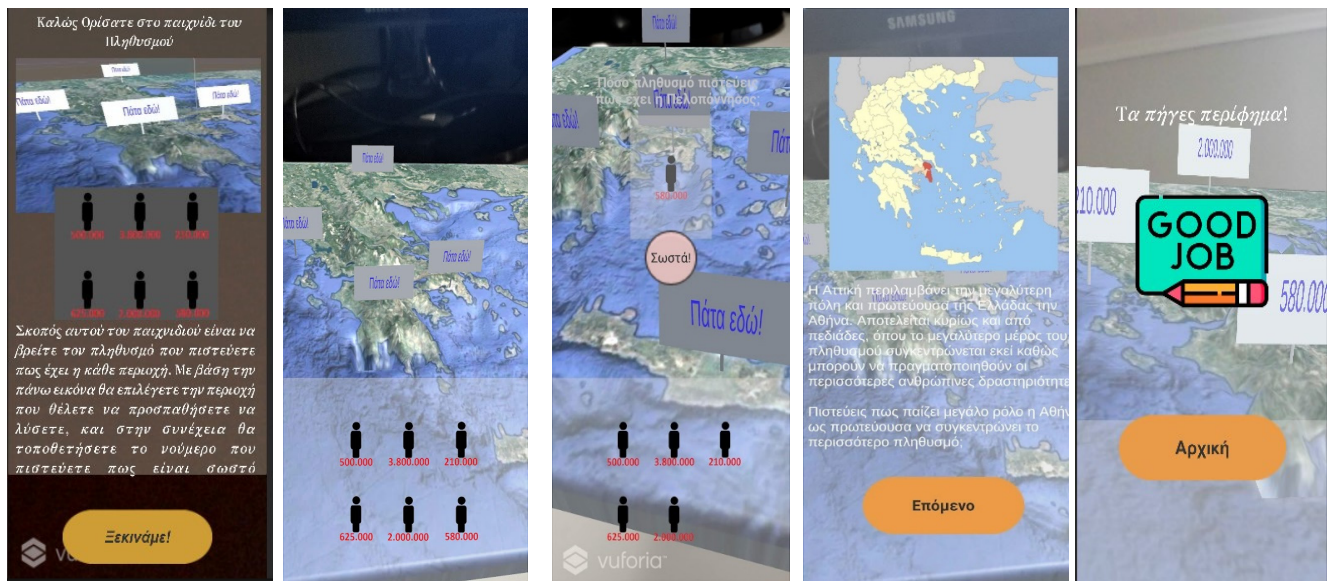 Καλώς Ορίσατε στο παιχνίδι του
Πληθυσμού
Πάτα εδώ!
Πάτα εδώ!
Πάτα εδώ!
Πάτα εδώ!
500.000 3.800.000 210.000
625.000 2.000.000 580.000
Σκοπός αυτού του παιχνιδιού είναι να
βρείτε τον πληθυσμό που πιστεύετε
πως έχει η κάθε περιοχή. Με βάση την
πάνω εικόνα θα επιλέγετε την περιοχή
που θέλετε να προσπαθήσετε να
λύσετε, και στην συνέχεια θα
τοποθετήσετε το νούμερο που
πιστεύετε πως είναι σωστό
Ξεκινάμε!
Πάτα εδώ!
Πάτα εδώ!
Πάτα εδώ!
Πάτα εδώ!
500.000 3.800.000 210.000
625.000 2.000.000 580.000
Πάτα εδώ!
Πόσο πληθυσμό πιστεύεις
πως έχει η Πελοπόννησος;
580.000
Σωστά!
Πάτα εδώ!
500.000 3.800.000 210.000
625.000 2.000.000
vuforia
SAMSUNG
Η Αττική περιλαμβάνει την μεγαλύτερη
πόλη και πρωτεύουσα της Ελλάδας την
Αθήνα. Αποτελείται κυρίως και από
πεδιάδες, όπου το μεγαλύτερο μέρος του
πληθυσμού συγκεντρώνεται εκεί καθώς
μπορούν να πραγματοποιηθούν οι
περισσότερες ανθρώπινες δραστηριότητε
Πιστεύεις πως παίζει μεγάλο ρόλο η Αθήν
ως πρωτεύουσα να συγκεντρώνει το
περισσότερο πληθυσμό;
Επόμενο
Τα πήγες περίφημα!
2.000.000
210.000
GOOD
JOB
580.000
Αρχική